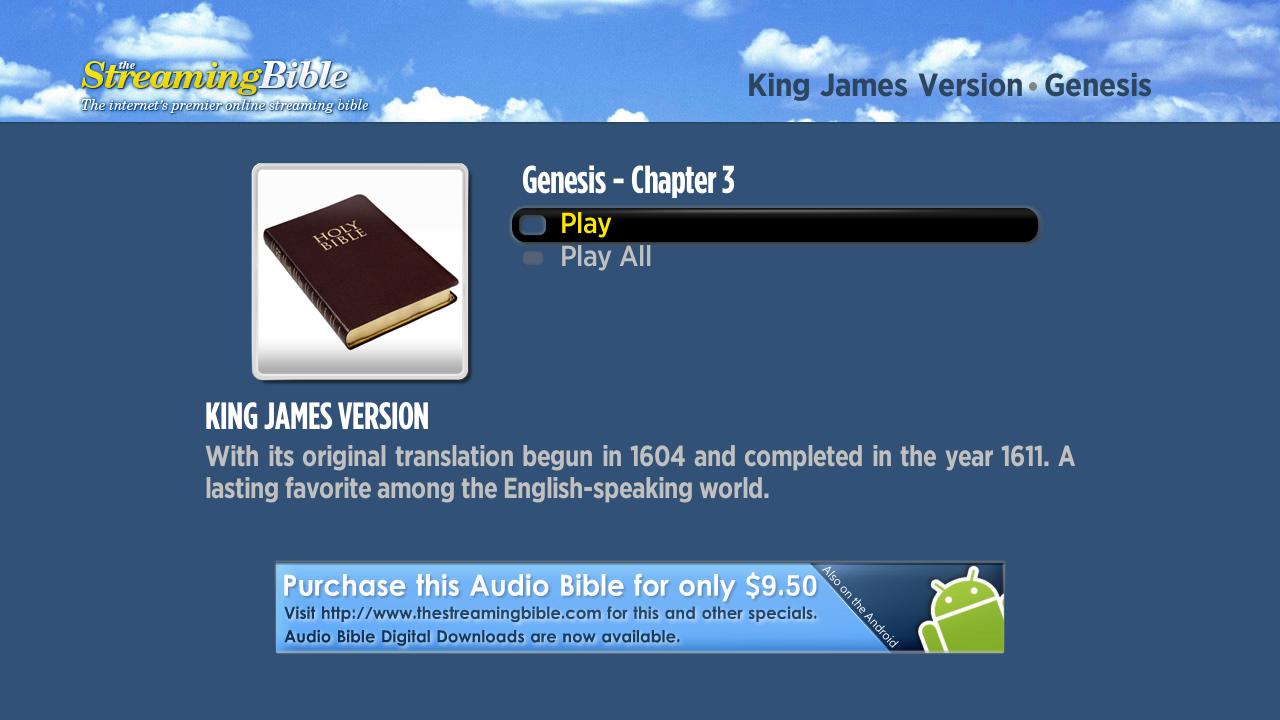 the
StreamingBible
The internet's premier online streaming bible
King James Version • Genesis
HOLY
BIBLE
Genesis - Chapter 3
Play
Play All
KING JAMES VERSION
With its original translation begun in 1604 and completed in the year 1611. A
lasting favorite among the English-speaking world.
Purchase this Audio Bible for only $9.50
Visit http://www.thestreamingbible.com for this and other specials.
Audio Bible Digital Downloads are now available.
Also on the Android